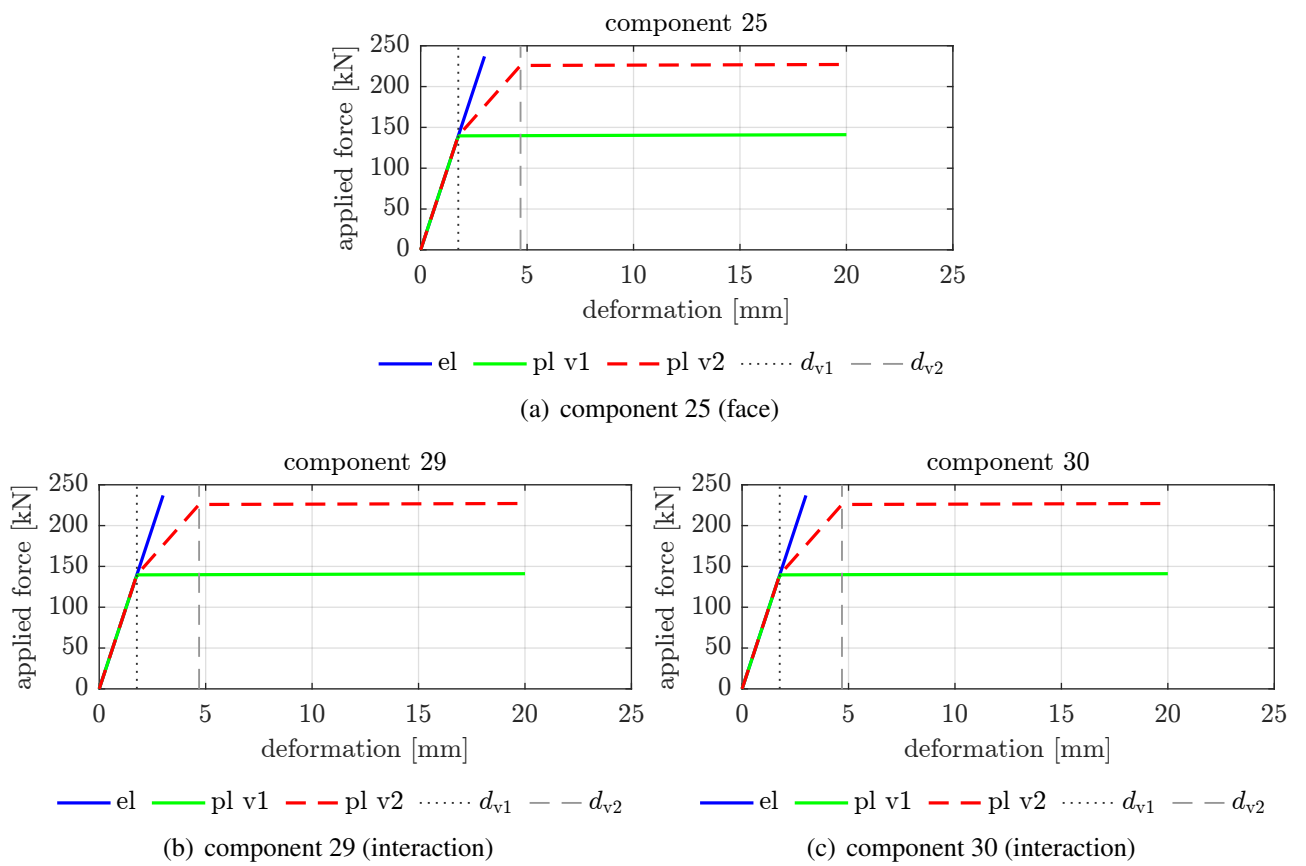 component 25
applied force [kN]
250
200
150
100
50
0
0 5 10 15 20 25
deformation [mm]
el pl v1 pl v2 d_v1 d_v2
(a) component 25 (face)
component 29
applied force [kN]
250
200
150
100
50
0
0 5 10 15 20 25
deformation [mm]
el pl v1 pl v2 d_v1 d_v2
(b) component 29 (interaction)
component 30
applied force [kN]
250
200
150
100
50
0
0 5 10 15 20 25
deformation [mm]
el pl v1 pl v2 d_v1 d_v2
(c) component 30 (interaction)